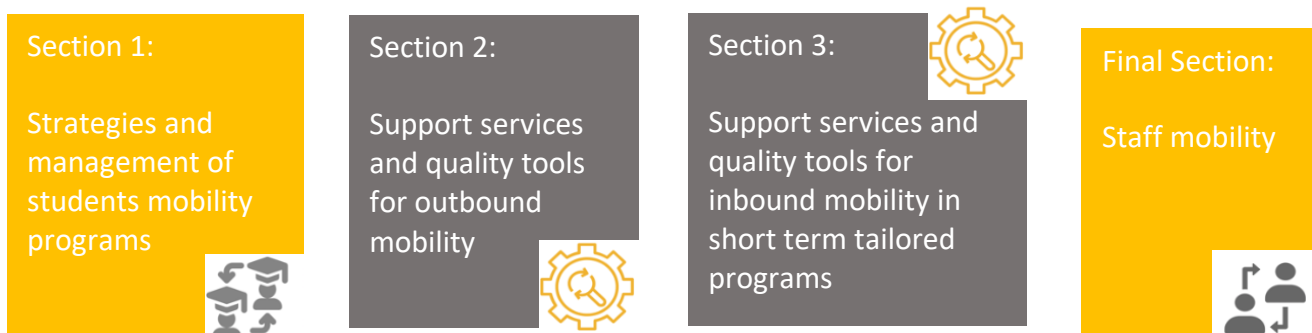 Section 1:
Strategies and
management of
students mobility
programs
Section 2:
Support services
and quality tools
for outbound
mobility
Section 3:
Support services and
quality tools for
inbound mobility in
short term tailored
programs
Final Section:
Staff mobility